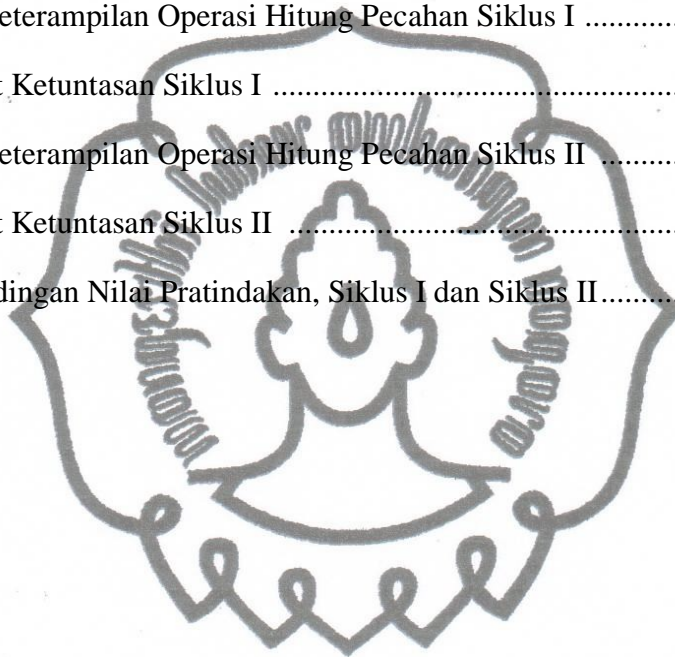 eterampilan Operasi Hitung Pecahan Siklus I ............
t Ketuntasan Siklus I ............................................
eterampilan Operasi Hitung Pecahan Siklus II ..........
t Ketuntasan Siklus II ..........................................
dingan Nilai Pratindakan, Siklus I dan Siklus II.........